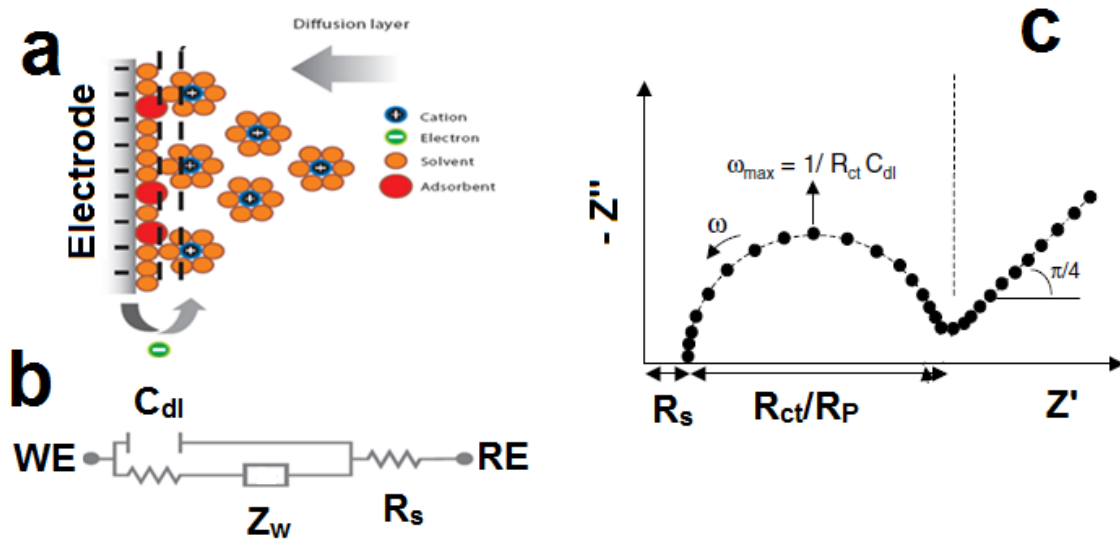 a
Diffusion layer
Electrode
Cation
Electron
Solvent
Adsorbent
b
Cdl
WE
RE
Zw
Rs
C
- Z"
ωmax = 1/ Rct Cdl
ω
π/4
Rs
Rct/RP
Z'